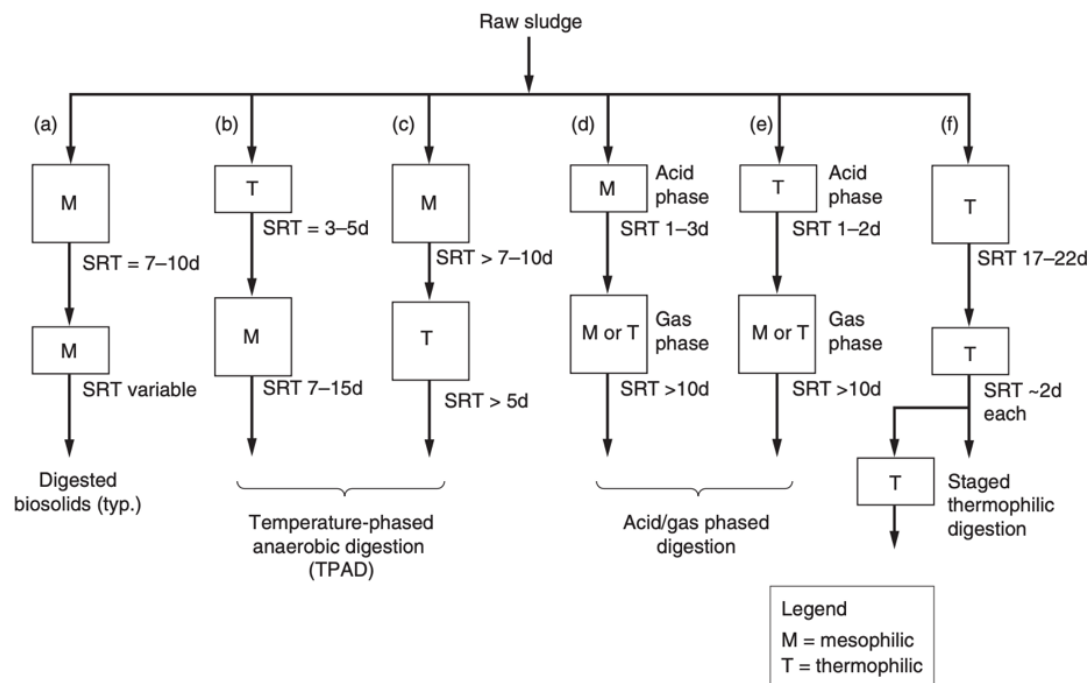 Raw sludge
(a)
(b)
(c)
(d)
(e)
(f)
M
T
M
M
Acid
phase
T
Acid
phase
T
SRT = 7–10d
SRT = 3–5d
SRT > 7–10d
SRT 1–3d
SRT 1–2d
SRT 17–22d
M
M
T
M or T
Gas
phase
M or T
Gas
phase
T
SRT variable
SRT 7–15d
SRT > 5d
SRT >10d
SRT >10d
SRT ~2d
each
Digested
biosolids (typ.)
Temperature-phased
anaerobic digestion
(TPAD)
Acid/gas phased
digestion
T
Staged
thermophilic
digestion
Legend
M = mesophilic
T = thermophilic